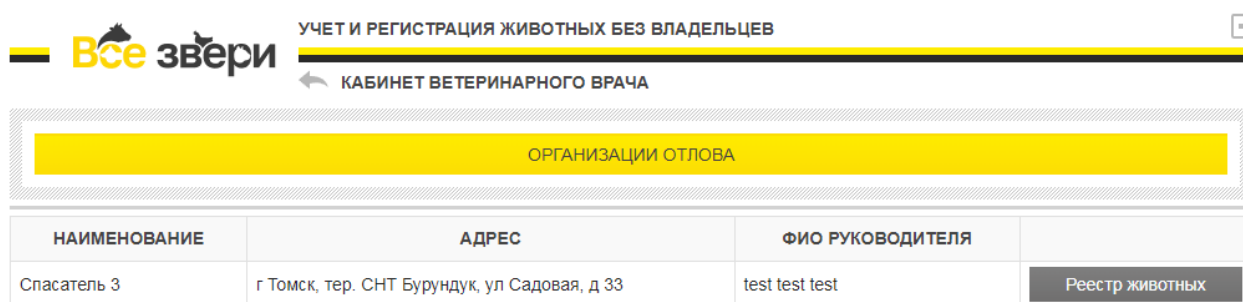 Все звери
УЧЕТ И РЕГИСТРАЦИЯ ЖИВОТНЫХ БЕЗ ВЛАДЕЛЬЦЕВ
КАБИНЕТ ВЕТЕРИНАРНОГО ВРАЧА
ОРГАНИЗАЦИИ ОТЛОВА
НАИМЕНОВАНИЕ АДРЕС ФИО РУКОВОДИТЕЛЯ
Спасатель 3 г Томск, тер. СНТ Бурундук, ул Садовая, д 33 test test test Реестр животных